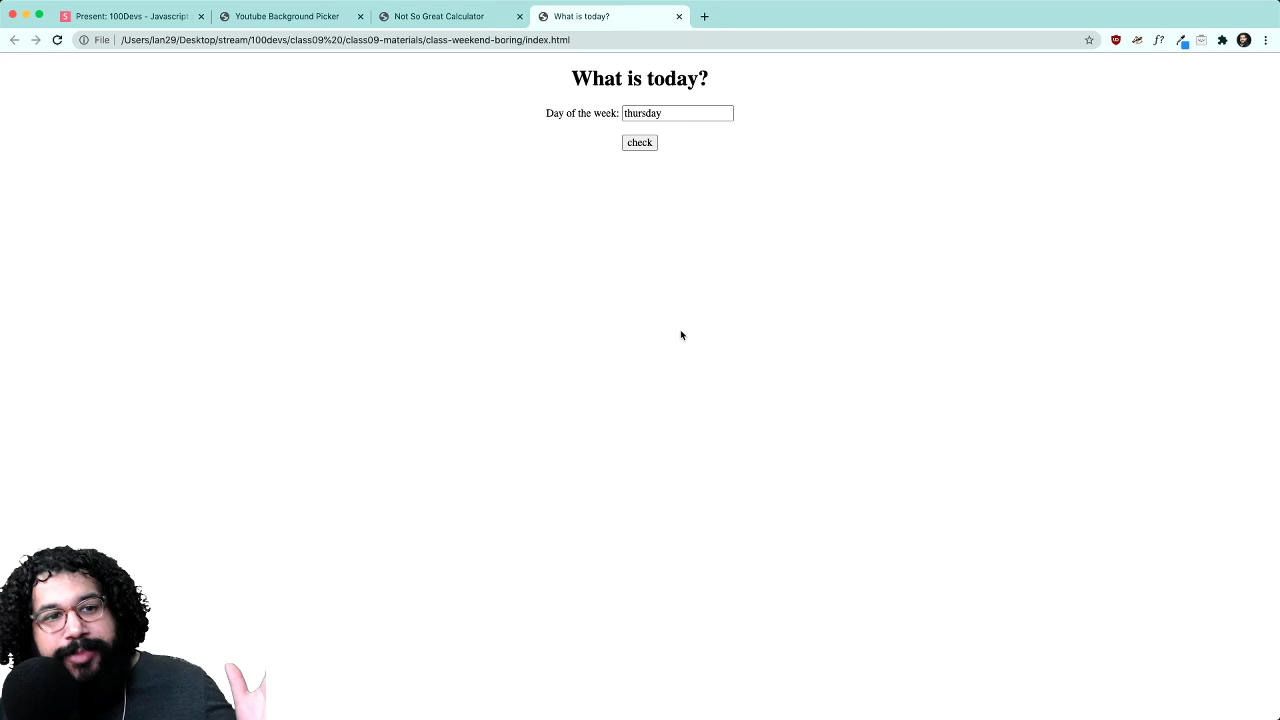 Present: 100Devs - Javascript
Youtube Background Picker
Not So Great Calculator
What is today?
File
/Users/lan29/Desktop/stream/100devs/class09%20/class09-materials/class-weekend-boring/index.html
What is today?
Day of the week: thursday
check